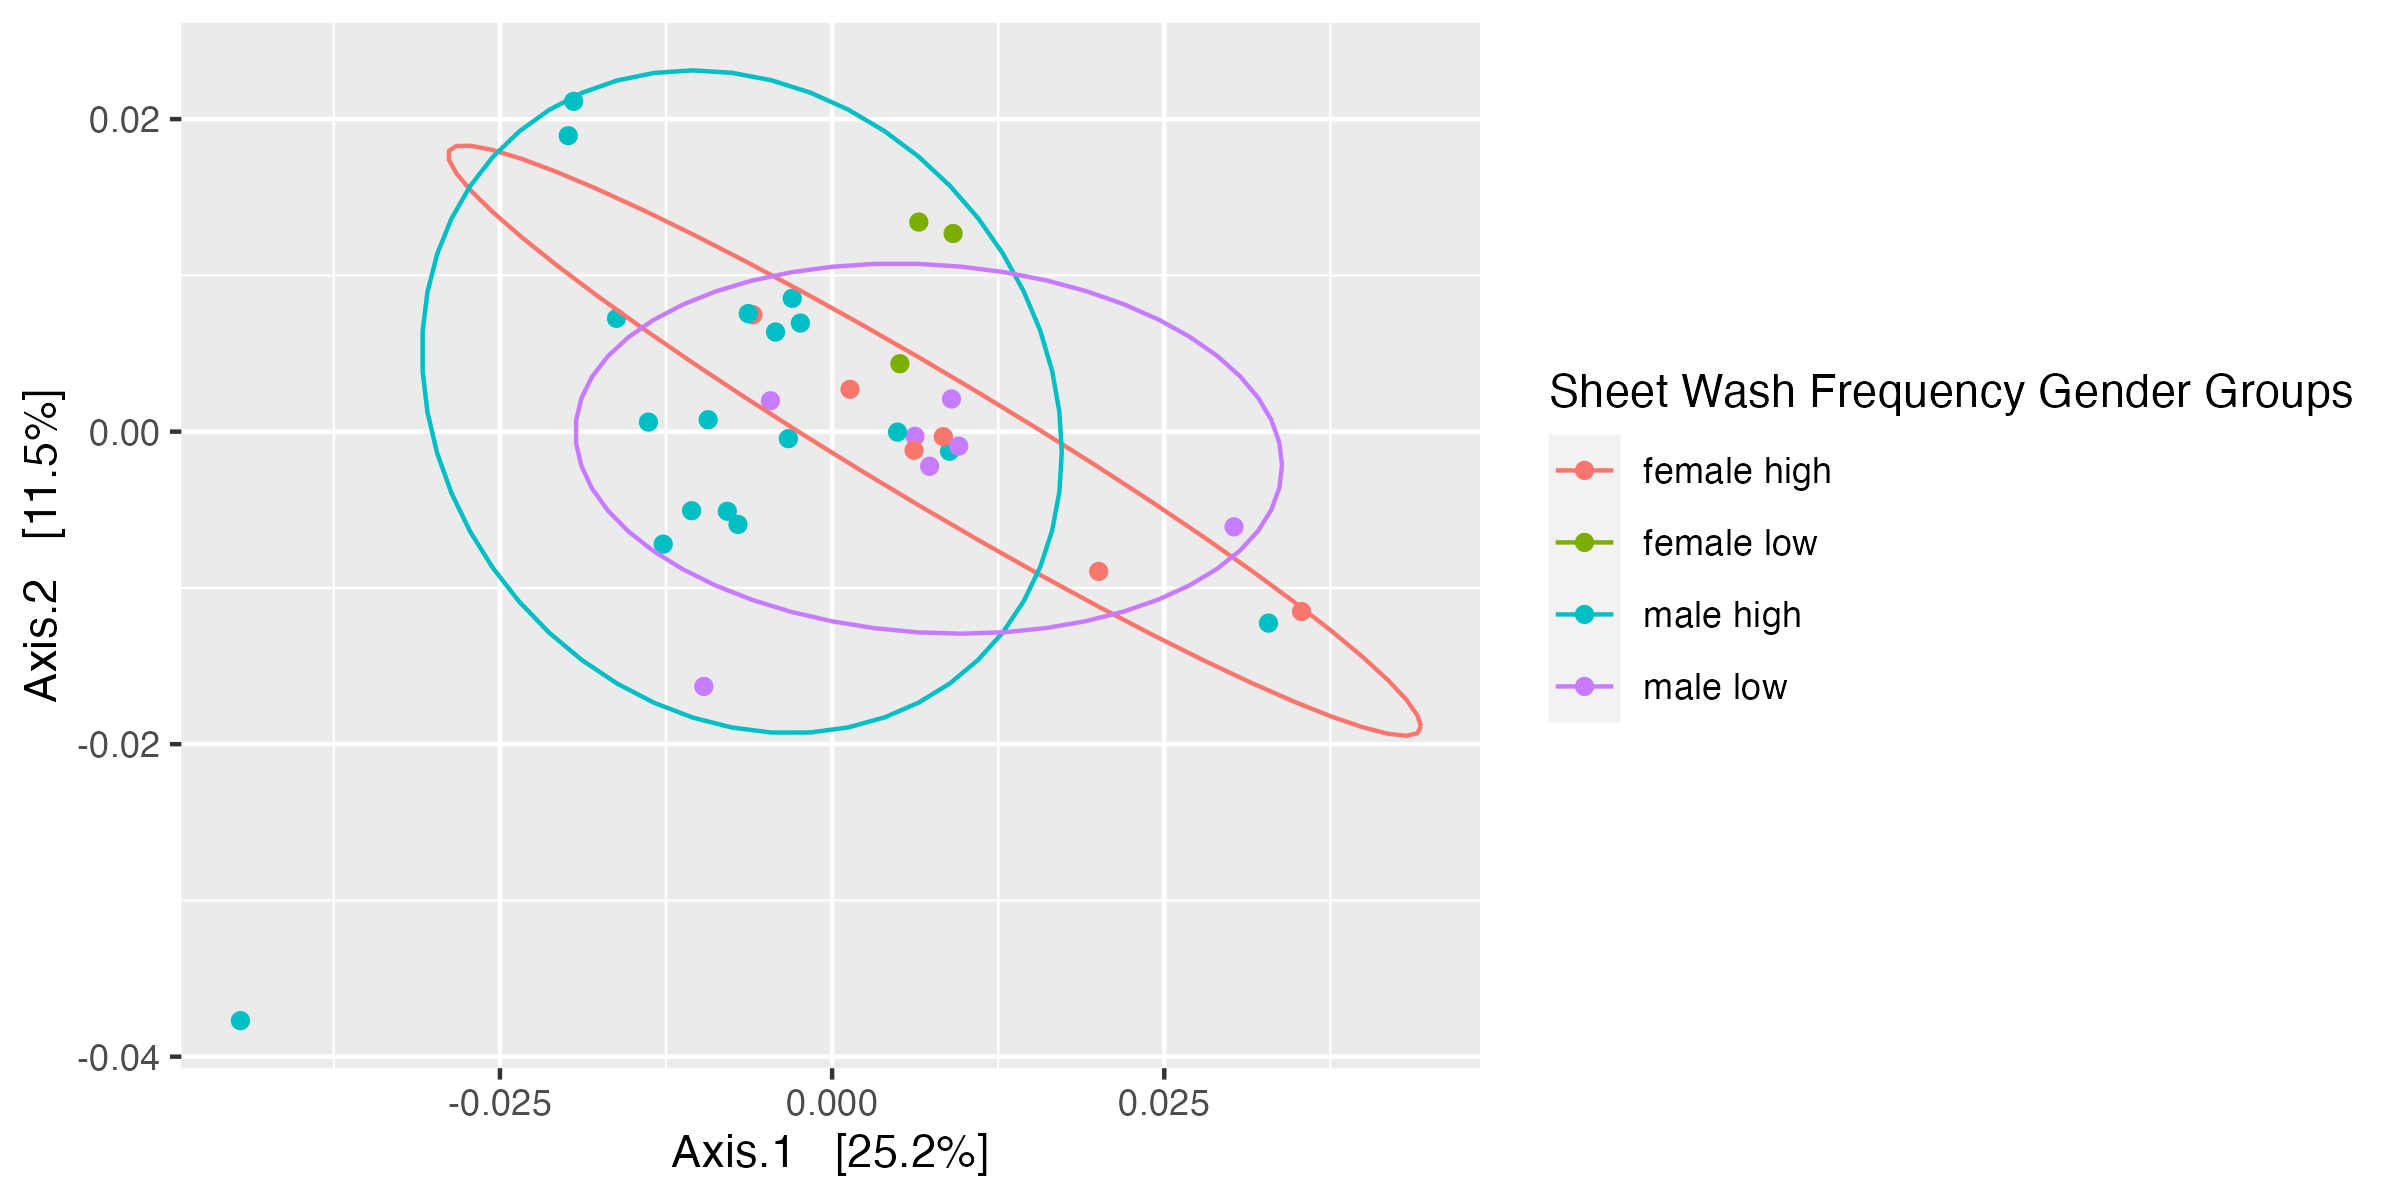 0.02
0.00
-0.02
-0.04
Axis.2 [11.5%]
-0.025 0.000 0.025
Axis.1 [25.2%]
Sheet Wash Frequency Gender Groups
female high
female low
male high
male low